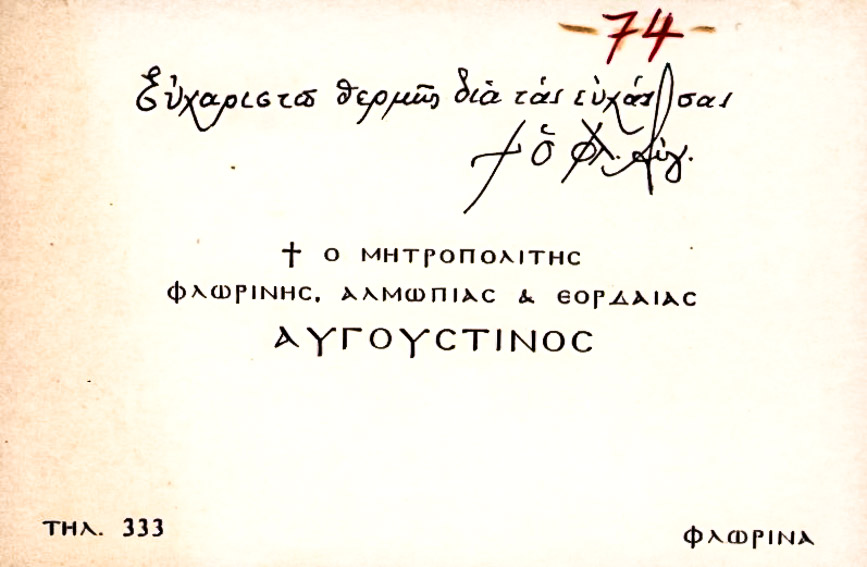 -74-
Εὐχαριστῶ θερμῶς διὰ τὰς εὐχάς σας
† ὁ Φλ. Αὐγ.
† Ο ΜΗΤΡΟΠΟΛΙΤΗΣ
ΦΛΩΡΙΝΗΣ, ΑΛΜΩΠΙΑΣ & ΕΟΡΔΑΙΑΣ
ΑΥΓΟΥΣΤΙΝΟΣ
ΤΗΛ. 333
ΦΛΩΡΙΝΑ